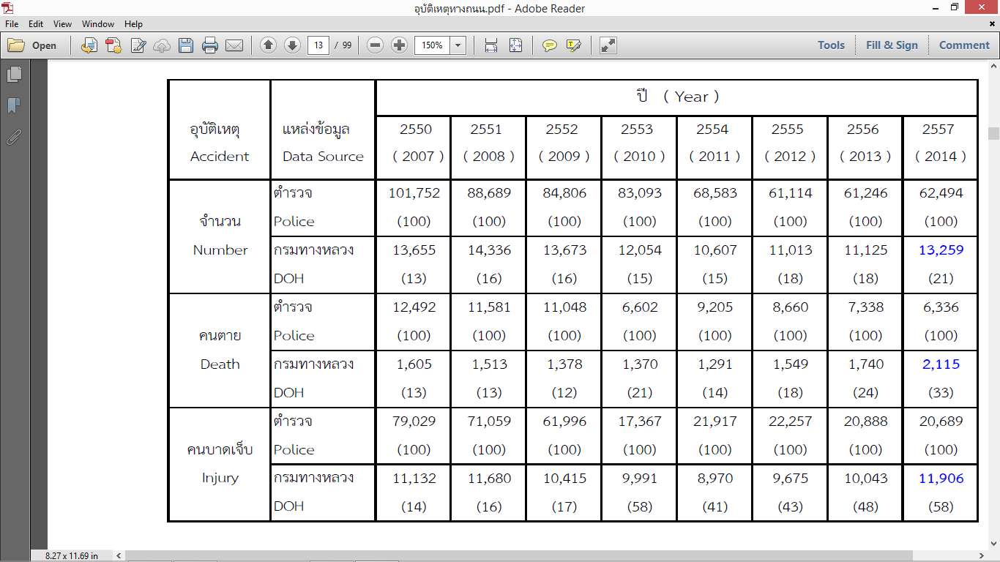 อุบัติเหตุทางถนน.pdf - Adobe Reader
File Edit View Window Help
Open 13 / 99 150% Tools Fill & Sign Comment
ปี ( Year )
อุบัติเหตุ แหล่งข้อมูล 2550 2551 2552 2553 2554 2555 2556 2557
Accident Data Source ( 2007 ) ( 2008 ) ( 2009 ) ( 2010 ) ( 2011 ) ( 2012 ) ( 2013 ) ( 2014 )
ตำรวจ 101,752 88,689 84,806 83,093 68,583 61,114 61,246 62,494
จำนวน Police (100) (100) (100) (100) (100) (100) (100) (100)
Number กรมทางหลวง 13,655 14,336 13,673 12,054 10,607 11,013 11,125 13,259
DOH (13) (16) (16) (15) (15) (18) (18) (21)
ตำรวจ 12,492 11,581 11,048 6,602 9,205 8,660 7,338 6,336
คนตาย Police (100) (100) (100) (100) (100) (100) (100) (100)
Death กรมทางหลวง 1,605 1,513 1,378 1,370 1,291 1,549 1,740 2,115
DOH (13) (13) (12) (21) (14) (18) (24) (33)
ตำรวจ 79,029 71,059 61,996 17,367 21,917 22,257 20,888 20,689
คนบาดเจ็บ Police (100) (100) (100) (100) (100) (100) (100) (100)
Injury กรมทางหลวง 11,132 11,680 10,415 9,991 8,970 9,675 10,043 11,906
DOH (14) (16) (17) (58) (41) (43) (48) (58)
8.27 x 11.69 in